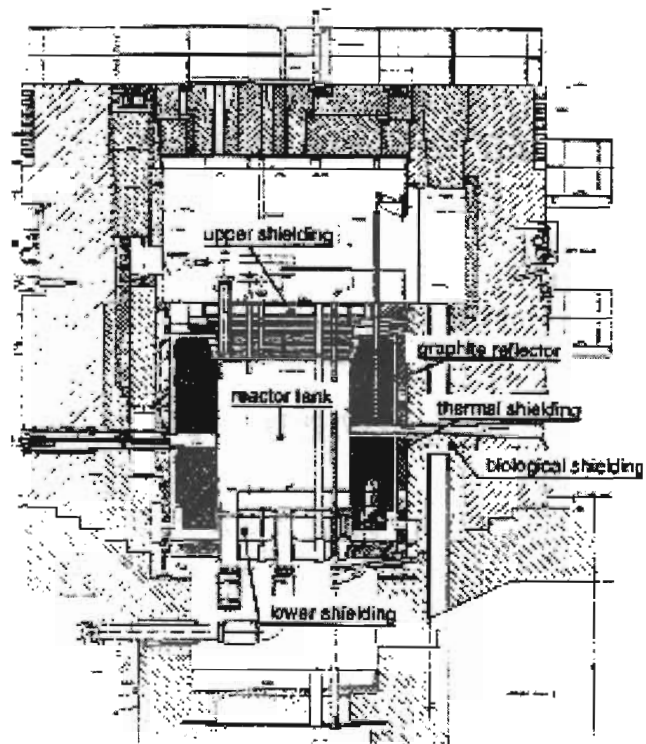 upper shielding
graphite reflector
reactor tank
thermal shielding
biological shielding
lower shielding